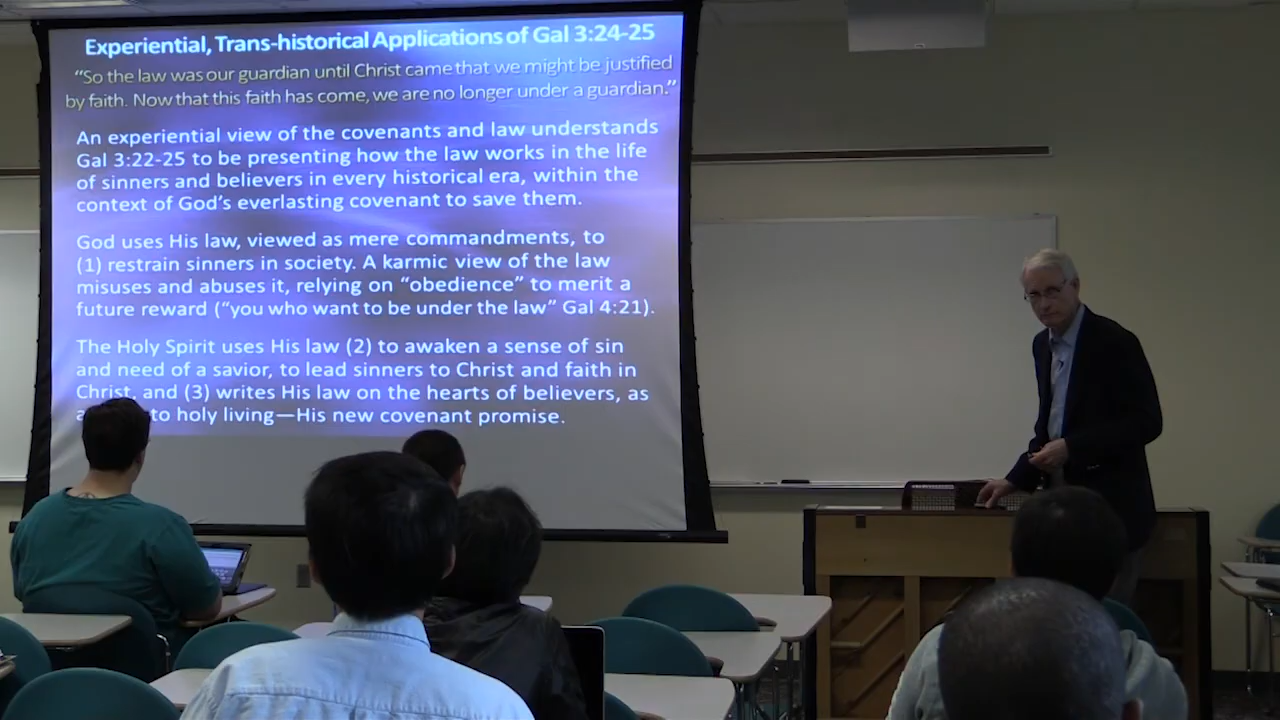 Experiential, Trans-historical Applications of Gal 3:24-25
“So the law was our guardian until Christ came that we might be justified
by faith. Now that this faith has come, we are no longer under a guardian.”
An experiential view of the covenants and law understands
Gal 3:22-25 to be presenting how the law works in the life
of sinners and believers in every historical era, within the
context of God’s everlasting covenant to save them.
God uses His law, viewed as mere commandments, to
(1) restrain sinners in society. A karmic view of the law
misuses and abuses it, relying on “obedience” to merit a
future reward (“you who want to be under the law” Gal 4:21).
The Holy Spirit uses His law (2) to awaken a sense of sin
and need of a savior, to lead sinners to Christ and faith in
Christ, and (3) writes His law on the hearts of believers, as
to holy living—His new covenant promise.